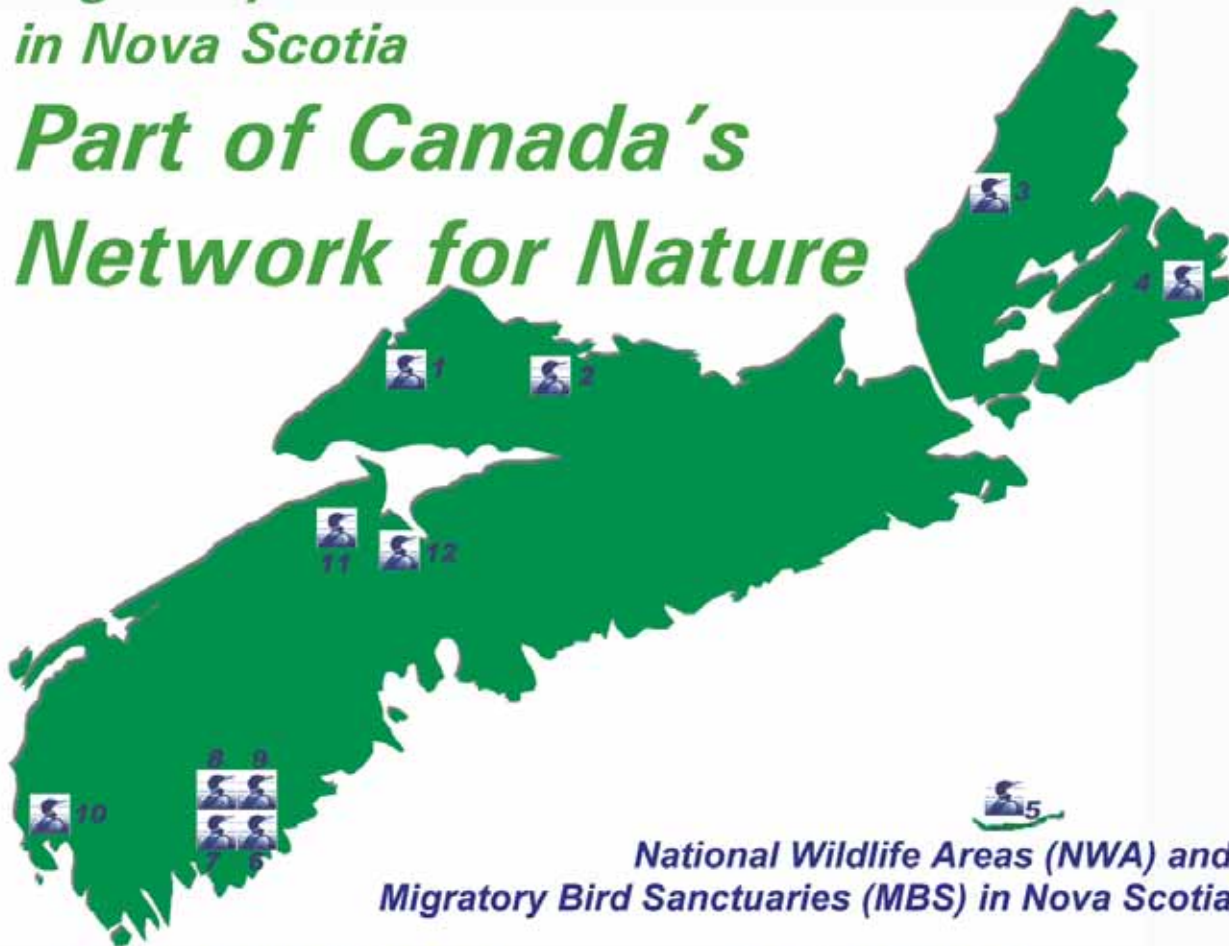 in Nova Scotia
Part of Canada's
Network for Nature
3
4
1
2
11
12
8 9
10
7 6
5
National Wildlife Areas (NWA) and
Migratory Bird Sanctuaries (MBS) in Nova Scotia